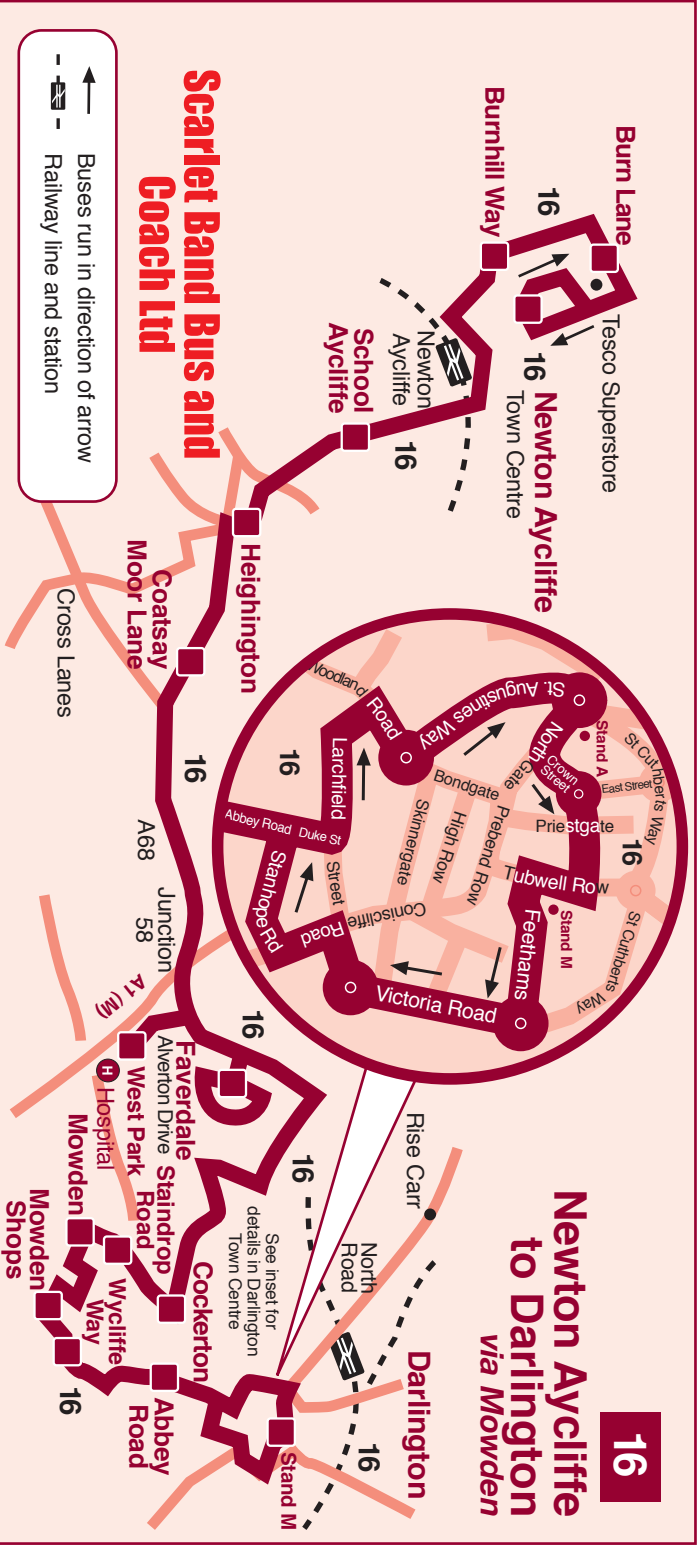 16
Newton Aycliffe
to Darlington
via Mowden
Burn Lane
16
Burnhill Way
Tesco Superstore
16
Newton Aycliffe
Town Centre
Newton
Aycliffe
School
Aycliffe
16
Heighington
Coatsay
Moor Lane
Cross Lanes
16
A68
Junction
58
A1 (M)
16
Faverdale
Alverton Drive
West Park
H Hospital
Staindrop
Road
Mowden
Mowden
Shops
Wycliffe
Way
Cockerton
16
Abbey
Road
See inset for
details in Darlington
Town Centre
16
Rise Carr
North
Road
Darlington
16
Stand M
Woodland
Road
St. Augustines Way
Stand A
North
Gate
Crown
Street
East Street
St Cuthberts Way
16
Priestgate
Tubwell Row
Stand M
St Cuthberts
Way
Feethams
Bondgate
Prebend Row
High Row
Skinnergate
Larchfield
Street
16
Abbey Road
Duke St
Stanhope Rd
Coniscliffe
Road
Victoria Road
Scarlet Band Bus and
Coach Ltd
Buses run in direction of arrow
Railway line and station